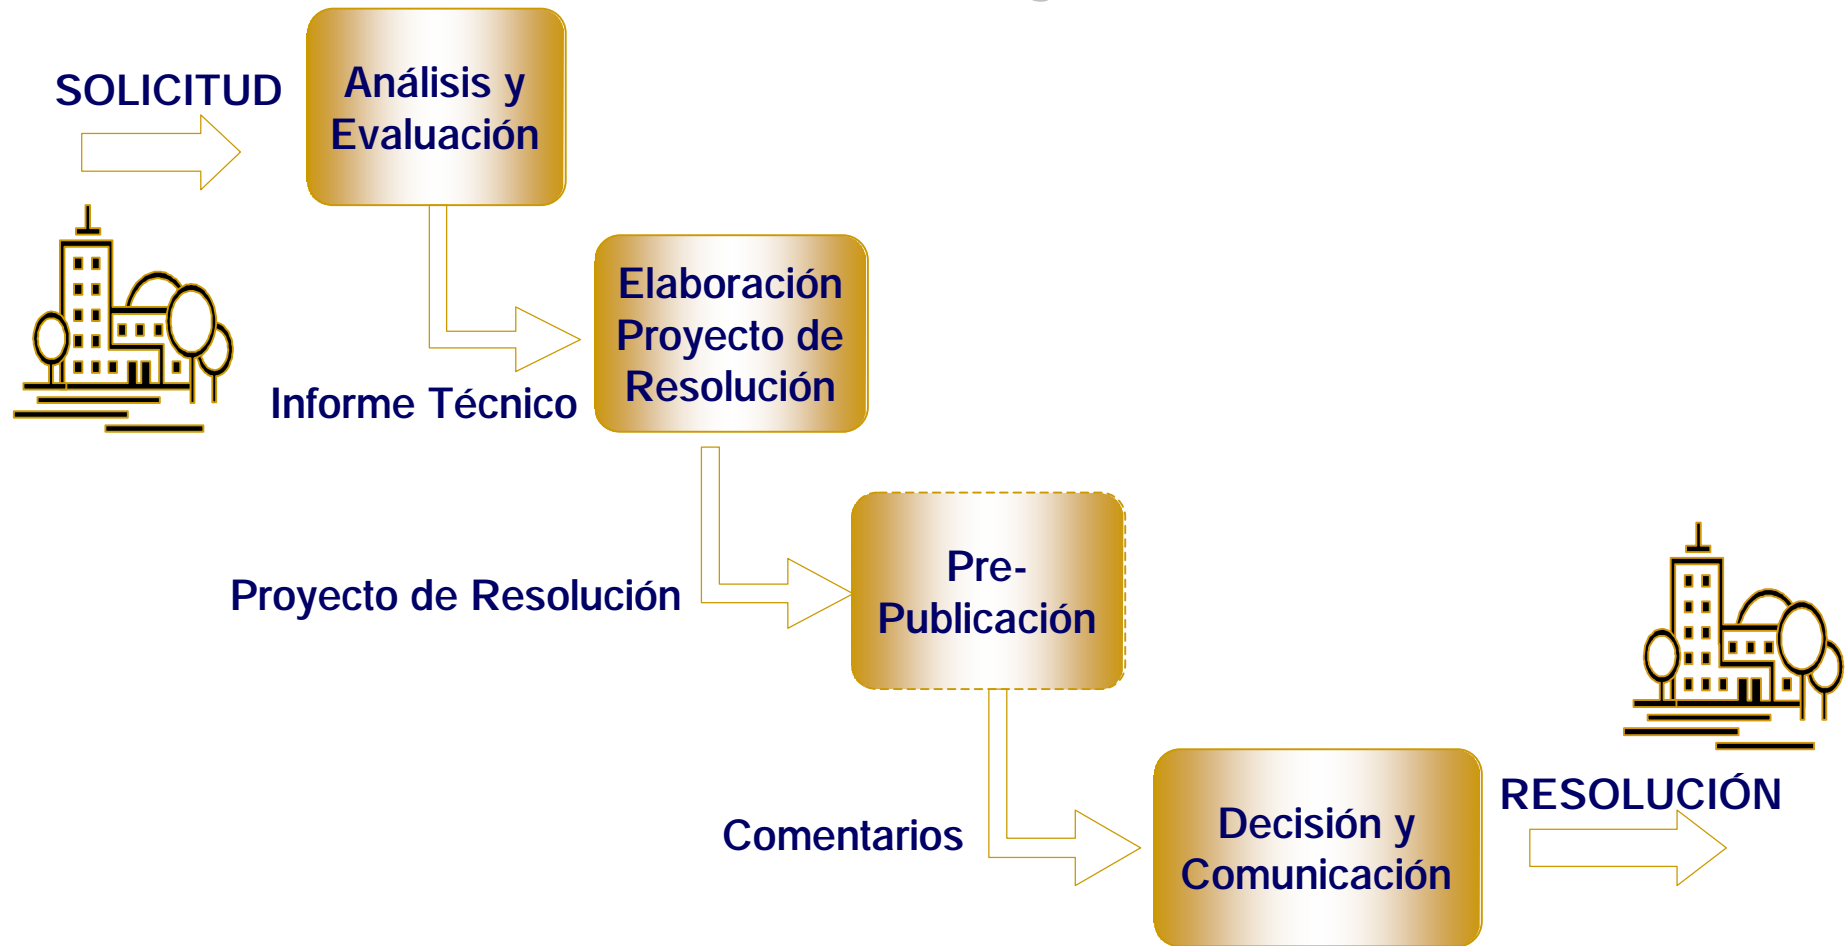 SOLICITUD
Análisis y
Evaluación
Informe Técnico
Elaboración
Proyecto de
Resolución
Proyecto de Resolución
Pre-
Publicación
Comentarios
Decisión y
Comunicación
RESOLUCIÓN